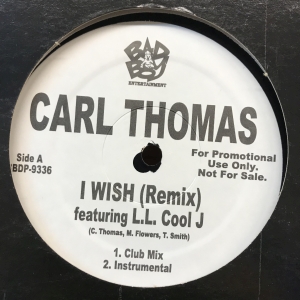 BAD
BOY
ENTERTAINMENT
CARL THOMAS
Side A
BDP-9336
For Promotional
Use Only.
Not For Sale.
I WISH (Remix)
featuring L.L. Cool J
(C. Thomas, M. Flowers, T. Smith)
1. Club Mix
2. Instrumental